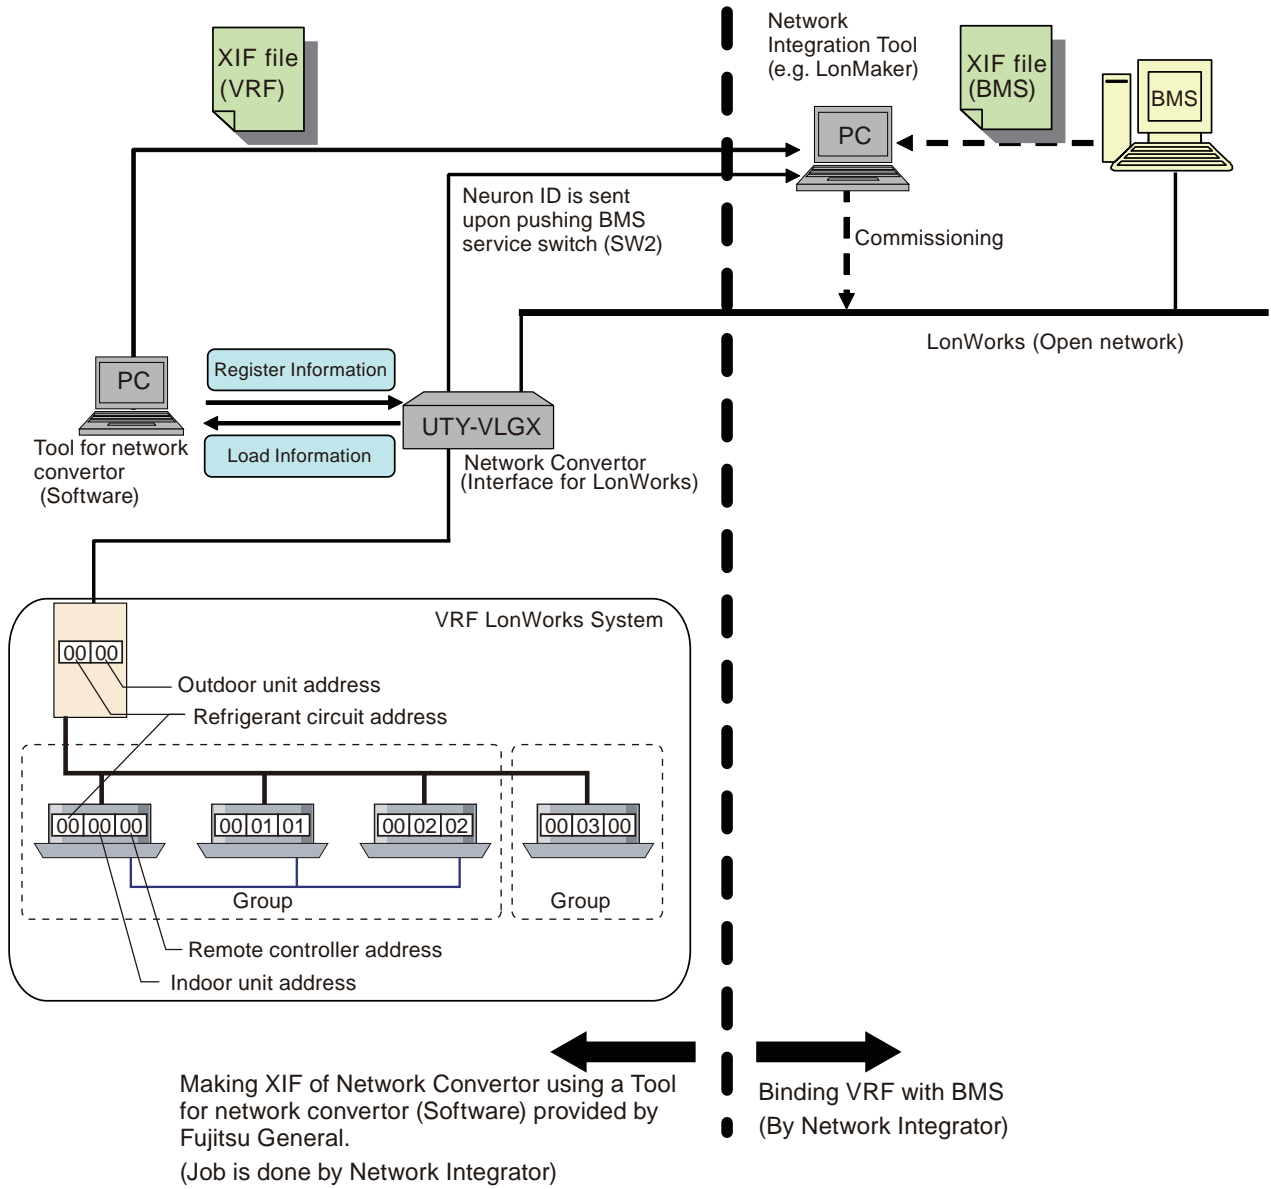 XIF file
(VRF)
Network
Integration Tool
(e.g. LonMaker)
XIF file
(BMS)
BMS
PC
Neuron ID is sent
upon pushing BMS
service switch (SW2)
Commissioning
LonWorks (Open network)
PC
Register Information
Load Information
UTY-VLGX
Tool for network
convertor
(Software)
Network Convertor
(Interface for LonWorks)
VRF LonWorks System
00 00
Outdoor unit address
Refrigerant circuit address
00 00 00
00 01 01
00 02 02
00 03 00
Group
Group
Remote controller address
Indoor unit address
Making XIF of Network Convertor using a Tool
for network convertor (Software) provided by
Fujitsu General.
(Job is done by Network Integrator)
Binding VRF with BMS
(By Network Integrator)